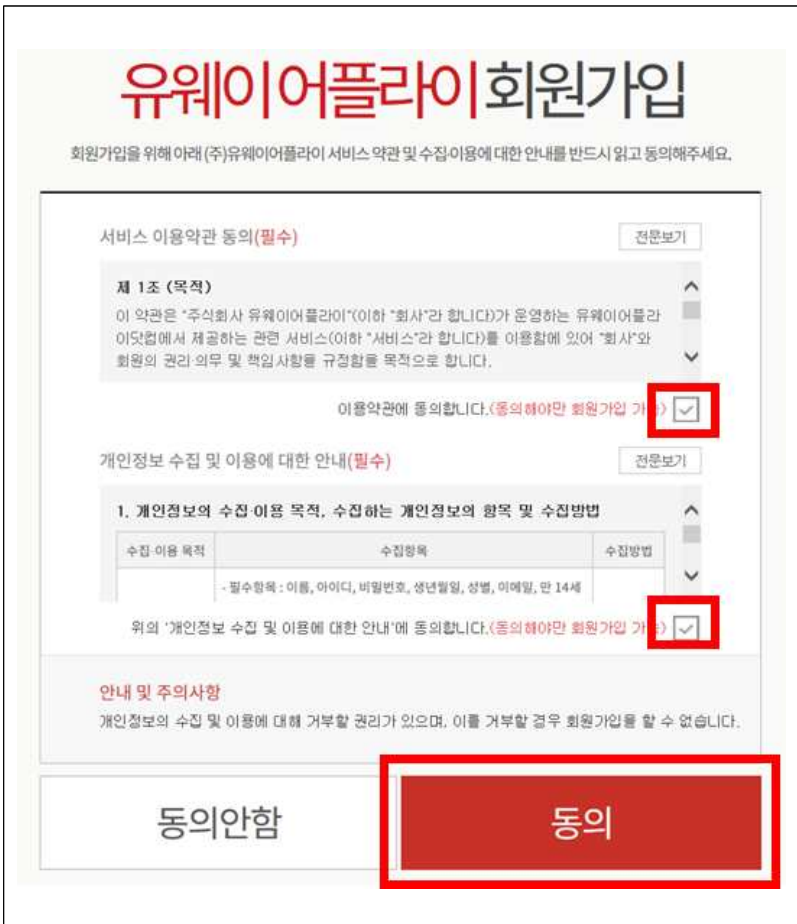 유웨이어플라이회원가입
회원가입을 위해 아래 (주)유웨이어플라이 서비스 약관 및 수집·이용에 대한 안내를 반드시 읽고 동의해주세요.
서비스 이용약관 동의(필수)
전문보기
제 1조 (목적)
이 약관은 "주식회사 유웨이어플라이"(이하 "회사"라 합니다)가 운영하는 유웨이어플라
이닷컴에서 제공하는 관련 서비스(이하 "서비스"라 합니다)를 이용함에 있어 "회사"와
회원의 권리·의무 및 책임사항을 규정함을 목적으로 합니다.
이용약관에 동의합니다.(동의해야만 회원가입 가)
개인정보 수집 및 이용에 대한 안내(필수)
전문보기
1. 개인정보의 수집·이용 목적, 수집하는 개인정보의 항목 및 수집방법
수집·이용 목적 수집항목 수집방법
- 필수항목 : 이름, 아이디, 비밀번호, 생년월일, 성별, 이메일, 만 14세
위의 '개인정보 수집 및 이용에 대한 안내'에 동의합니다.(동의해야만 회원가입 가)
안내 및 주의사항
개인정보의 수집 및 이용에 대해 거부할 권리가 있으며, 이를 거부할 경우 회원가입을 할 수 없습니다.
동의안함
동의